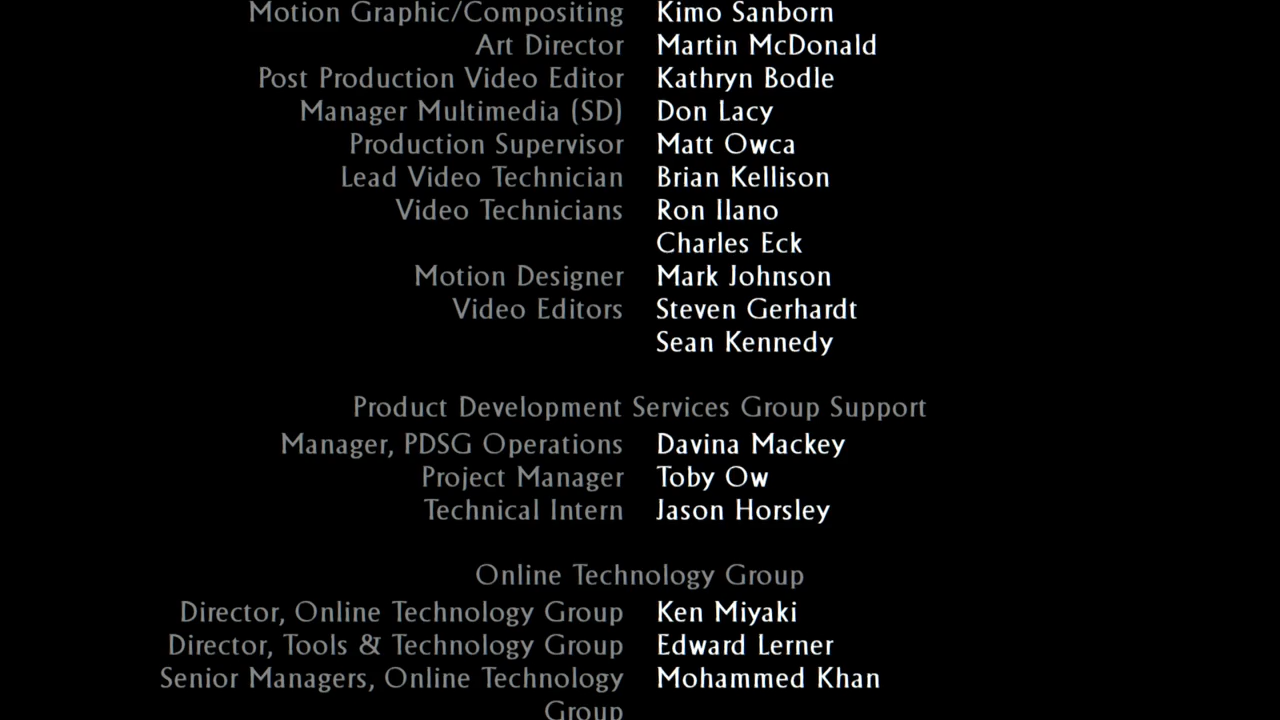 Motion Graphic/Compositing Kimo Sanborn
Art Director Martin McDonald
Post Production Video Editor Kathryn Bodle
Manager Multimedia (SD) Don Lacy
Production Supervisor Matt Owca
Lead Video Technician Brian Kellison
Video Technicians Ron Ilano
Charles Eck
Motion Designer Mark Johnson
Video Editors Steven Gerhardt
Sean Kennedy
Product Development Services Group Support
Manager, PDSG Operations Davina Mackey
Project Manager Toby Ow
Technical Intern Jason Horsley
Online Technology Group
Director, Online Technology Group Ken Miyaki
Director, Tools & Technology Group Edward Lerner
Senior Managers, Online Technology Mohammed Khan
Group